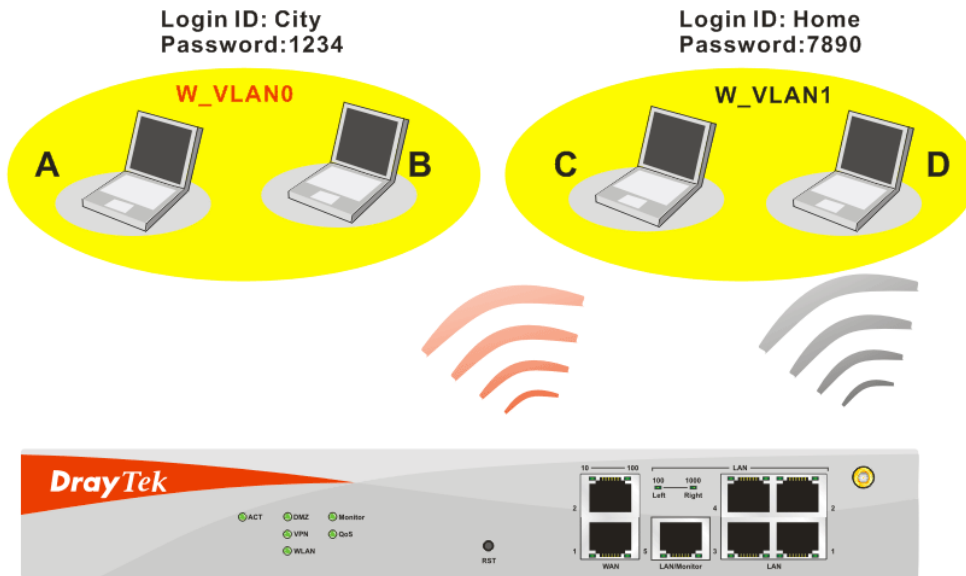 Login ID: City
Password:1234
Login ID: Home
Password:7890
W_VLAN0
W_VLAN1
A
B
C
D
DrayTek
ACT
DMZ
Monitor
VPN
QoS
WLAN
RST
10
100
2
1
WAN
LAN
100
1000
Left
Right
5
LAN/Monitor
4
2
3
1
LAN